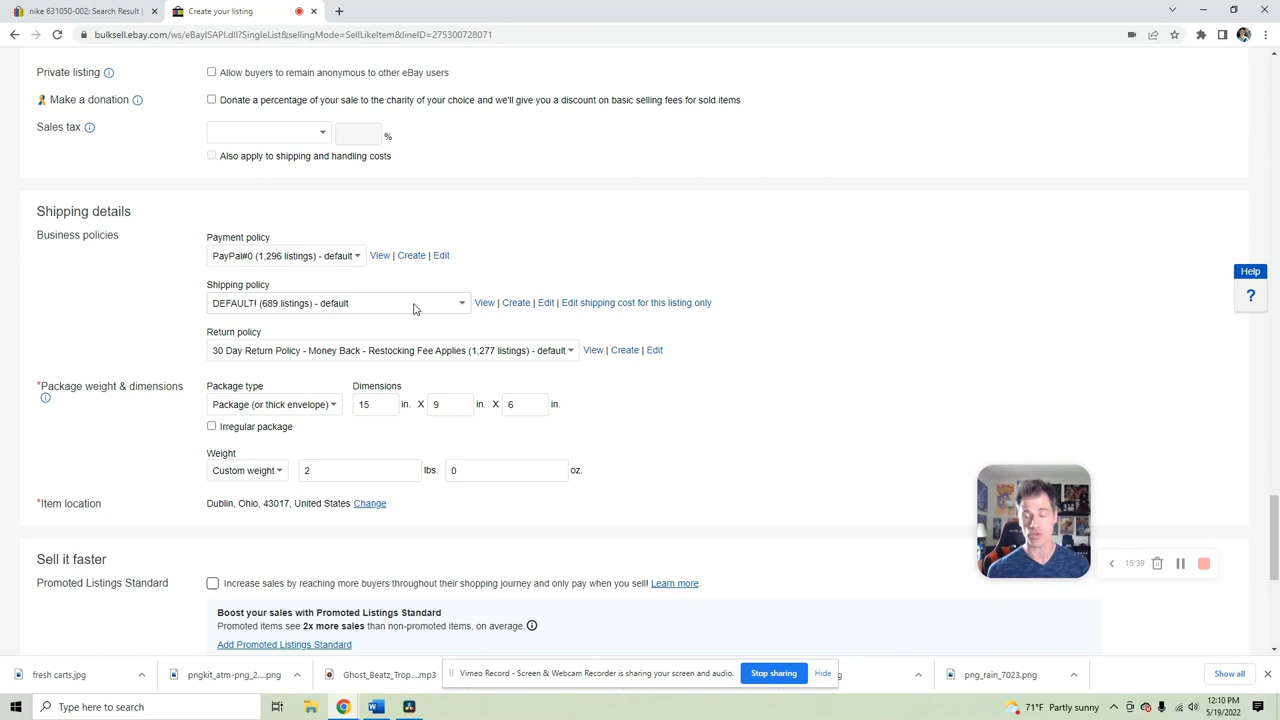 nike 631050-002: Search Result |
Create your listing
bulksell.ebay.com/ws/eBayISAPI.dll?SingleList&sellingMode=SellLikeItem&lineID=275300728071
Private listing
Allow buyers to remain anonymous to other eBay users
Make a donation
Donate a percentage of your sale to the charity of your choice and we'll give you a discount on basic selling fees for sold items
Sales tax
%
Also apply to shipping and handling costs
Shipping details
Business policies
Payment policy
PayPal#0 (1,296 listings) - default
View | Create | Edit
Shipping policy
DEFAULT! (689 listings) - default
View | Create | Edit | Edit shipping cost for this listing only
Return policy
30 Day Return Policy - Money Back - Restocking Fee Applies (1,277 listings) - default
View | Create | Edit
Help
?
*Package weight & dimensions
Package type
Dimensions
Package (or thick envelope)
15 in. X 9 in. X 6 in.
Irregular package
Weight
Custom weight
2 lbs. 0 oz.
*Item location
Dublin, Ohio, 43017, United States Change
15:39
Sell it faster
Promoted Listings Standard
Increase sales by reaching more buyers throughout their shopping journey and only pay when you sell! Learn more.
Boost your sales with Promoted Listings Standard
Promoted items see 2x more sales than non-promoted items, on average.
Add Promoted Listings Standard
fresh carts.jpg
pngkit_atm-png_2....png
Ghost_Beatz_Trop....mp3
Vimeo Record - Screen & Webcam Recorder is sharing your screen and audio.
Stop sharing
Hide
png_rain_7023.png
Show all
Type here to search
71°F Partly sunny
12:10 PM
5/19/2022